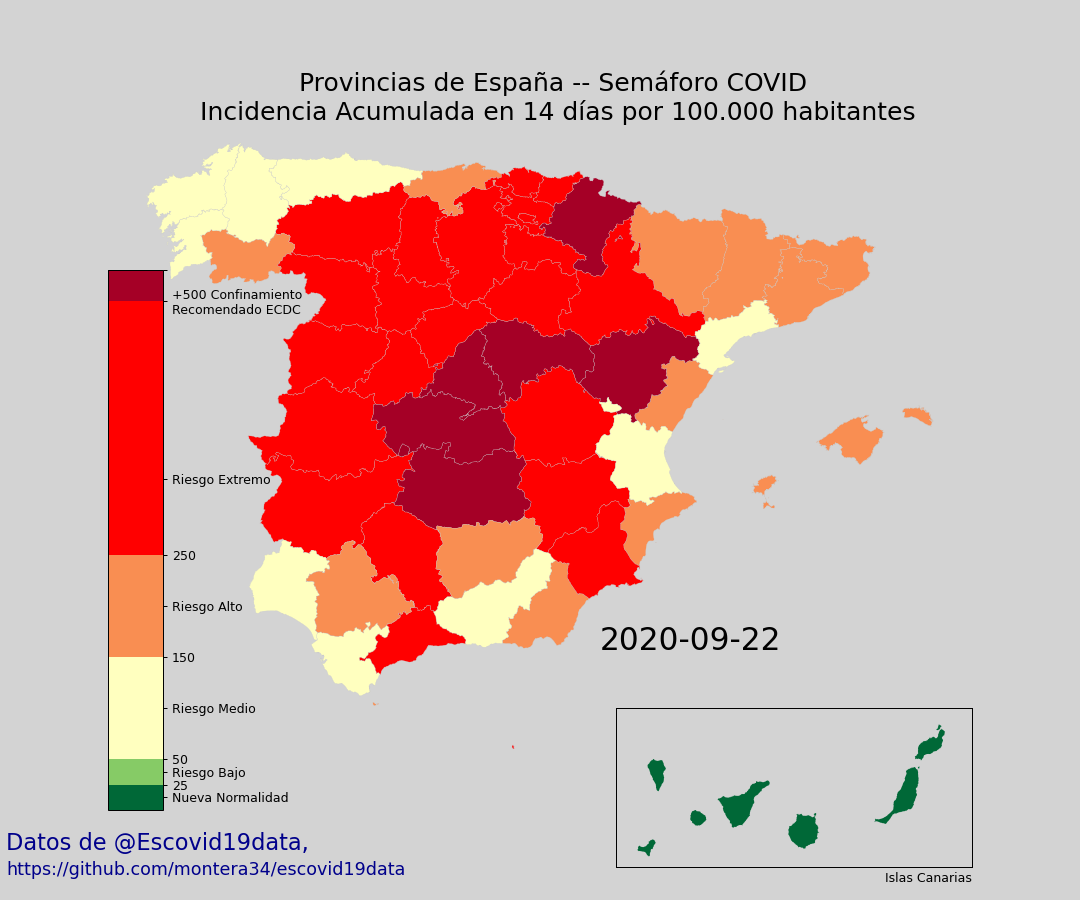 Provincias de España -- Semáforo COVID
Incidencia Acumulada en 14 días por 100.000 habitantes
+500 Confinamiento
Recomendado ECDC
Riesgo Extremo
250
Riesgo Alto
150
Riesgo Medio
50
Riesgo Bajo
25
Nueva Normalidad
2020-09-22
Islas Canarias
Datos de @Escovid19data,
https://github.com/montera34/escovid19data